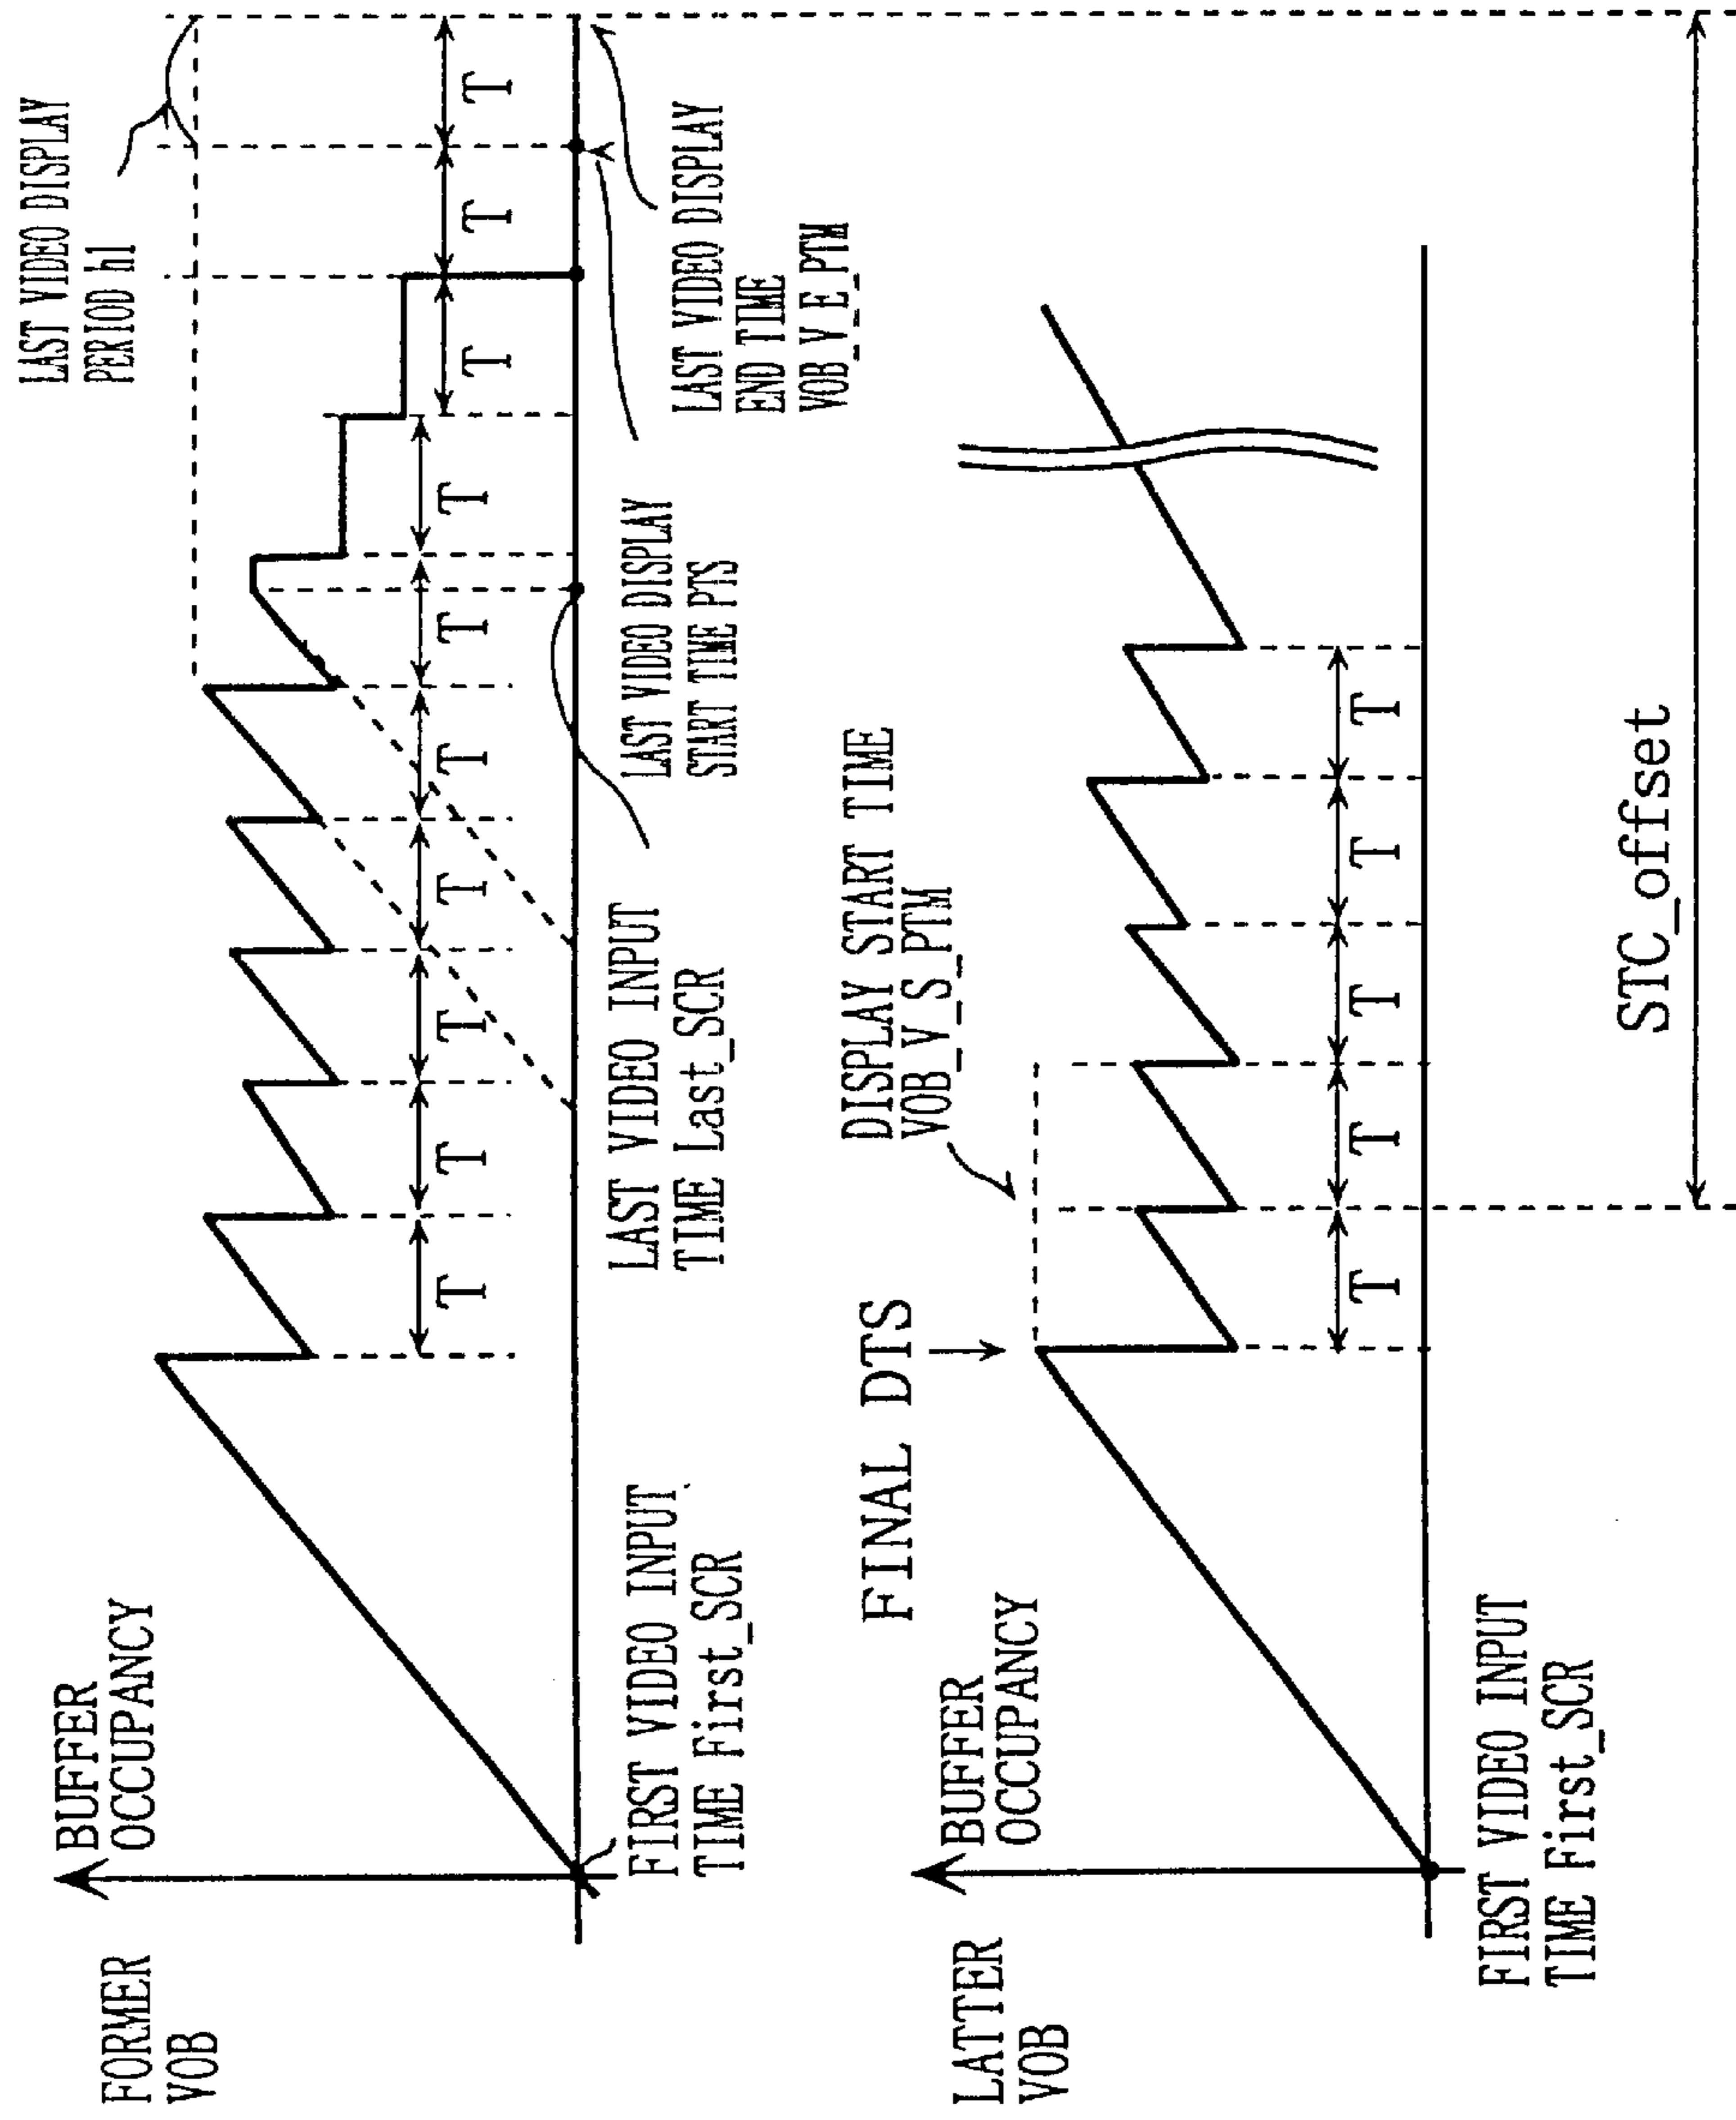 FORMER
VOB
BUFFER
OCCUPANCY
LAST VIDEO DISPLAY
PERIOD h1
T
T
T
T
T
T
T
T
T
T
FIRST VIDEO INPUT
TIME First_SCR
LAST VIDEO INPUT
TIME Last_SCR
LAST VIDEO DISPLAY
START TIME PTS
LAST VIDEO DISPLAY
END TIME
VOB_V_E_PTM
LATTER
VOB
BUFFER
OCCUPANCY
FINAL DTS
DISPLAY START TIME
VOB_V_S_PTM
T
T
T
T
T
FIRST VIDEO INPUT
TIME First_SCR
STC_offset